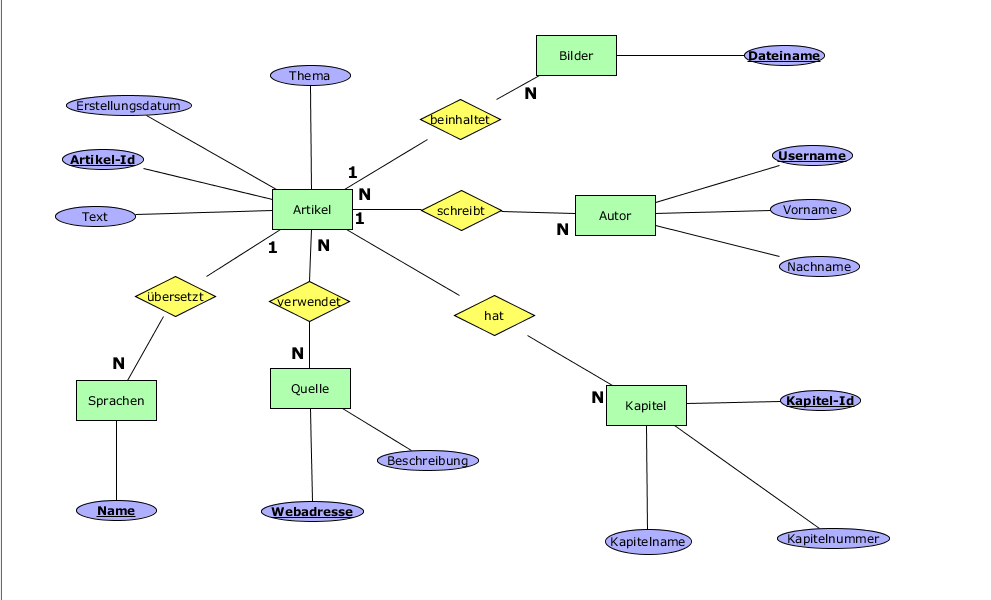 Bilder
Dateiname
Thema
N
Erstellungsdatum
beinhaltet
Artikel-Id
Username
1
N
Artikel
schreibt
Autor
Vorname
Text
1
N
1
N
Nachname
übersetzt
verwendet
hat
N
N
Sprachen
Quelle
N
Kapitel
Kapitel-Id
Beschreibung
Name
Webadresse
Kapitelname
Kapitelnummer